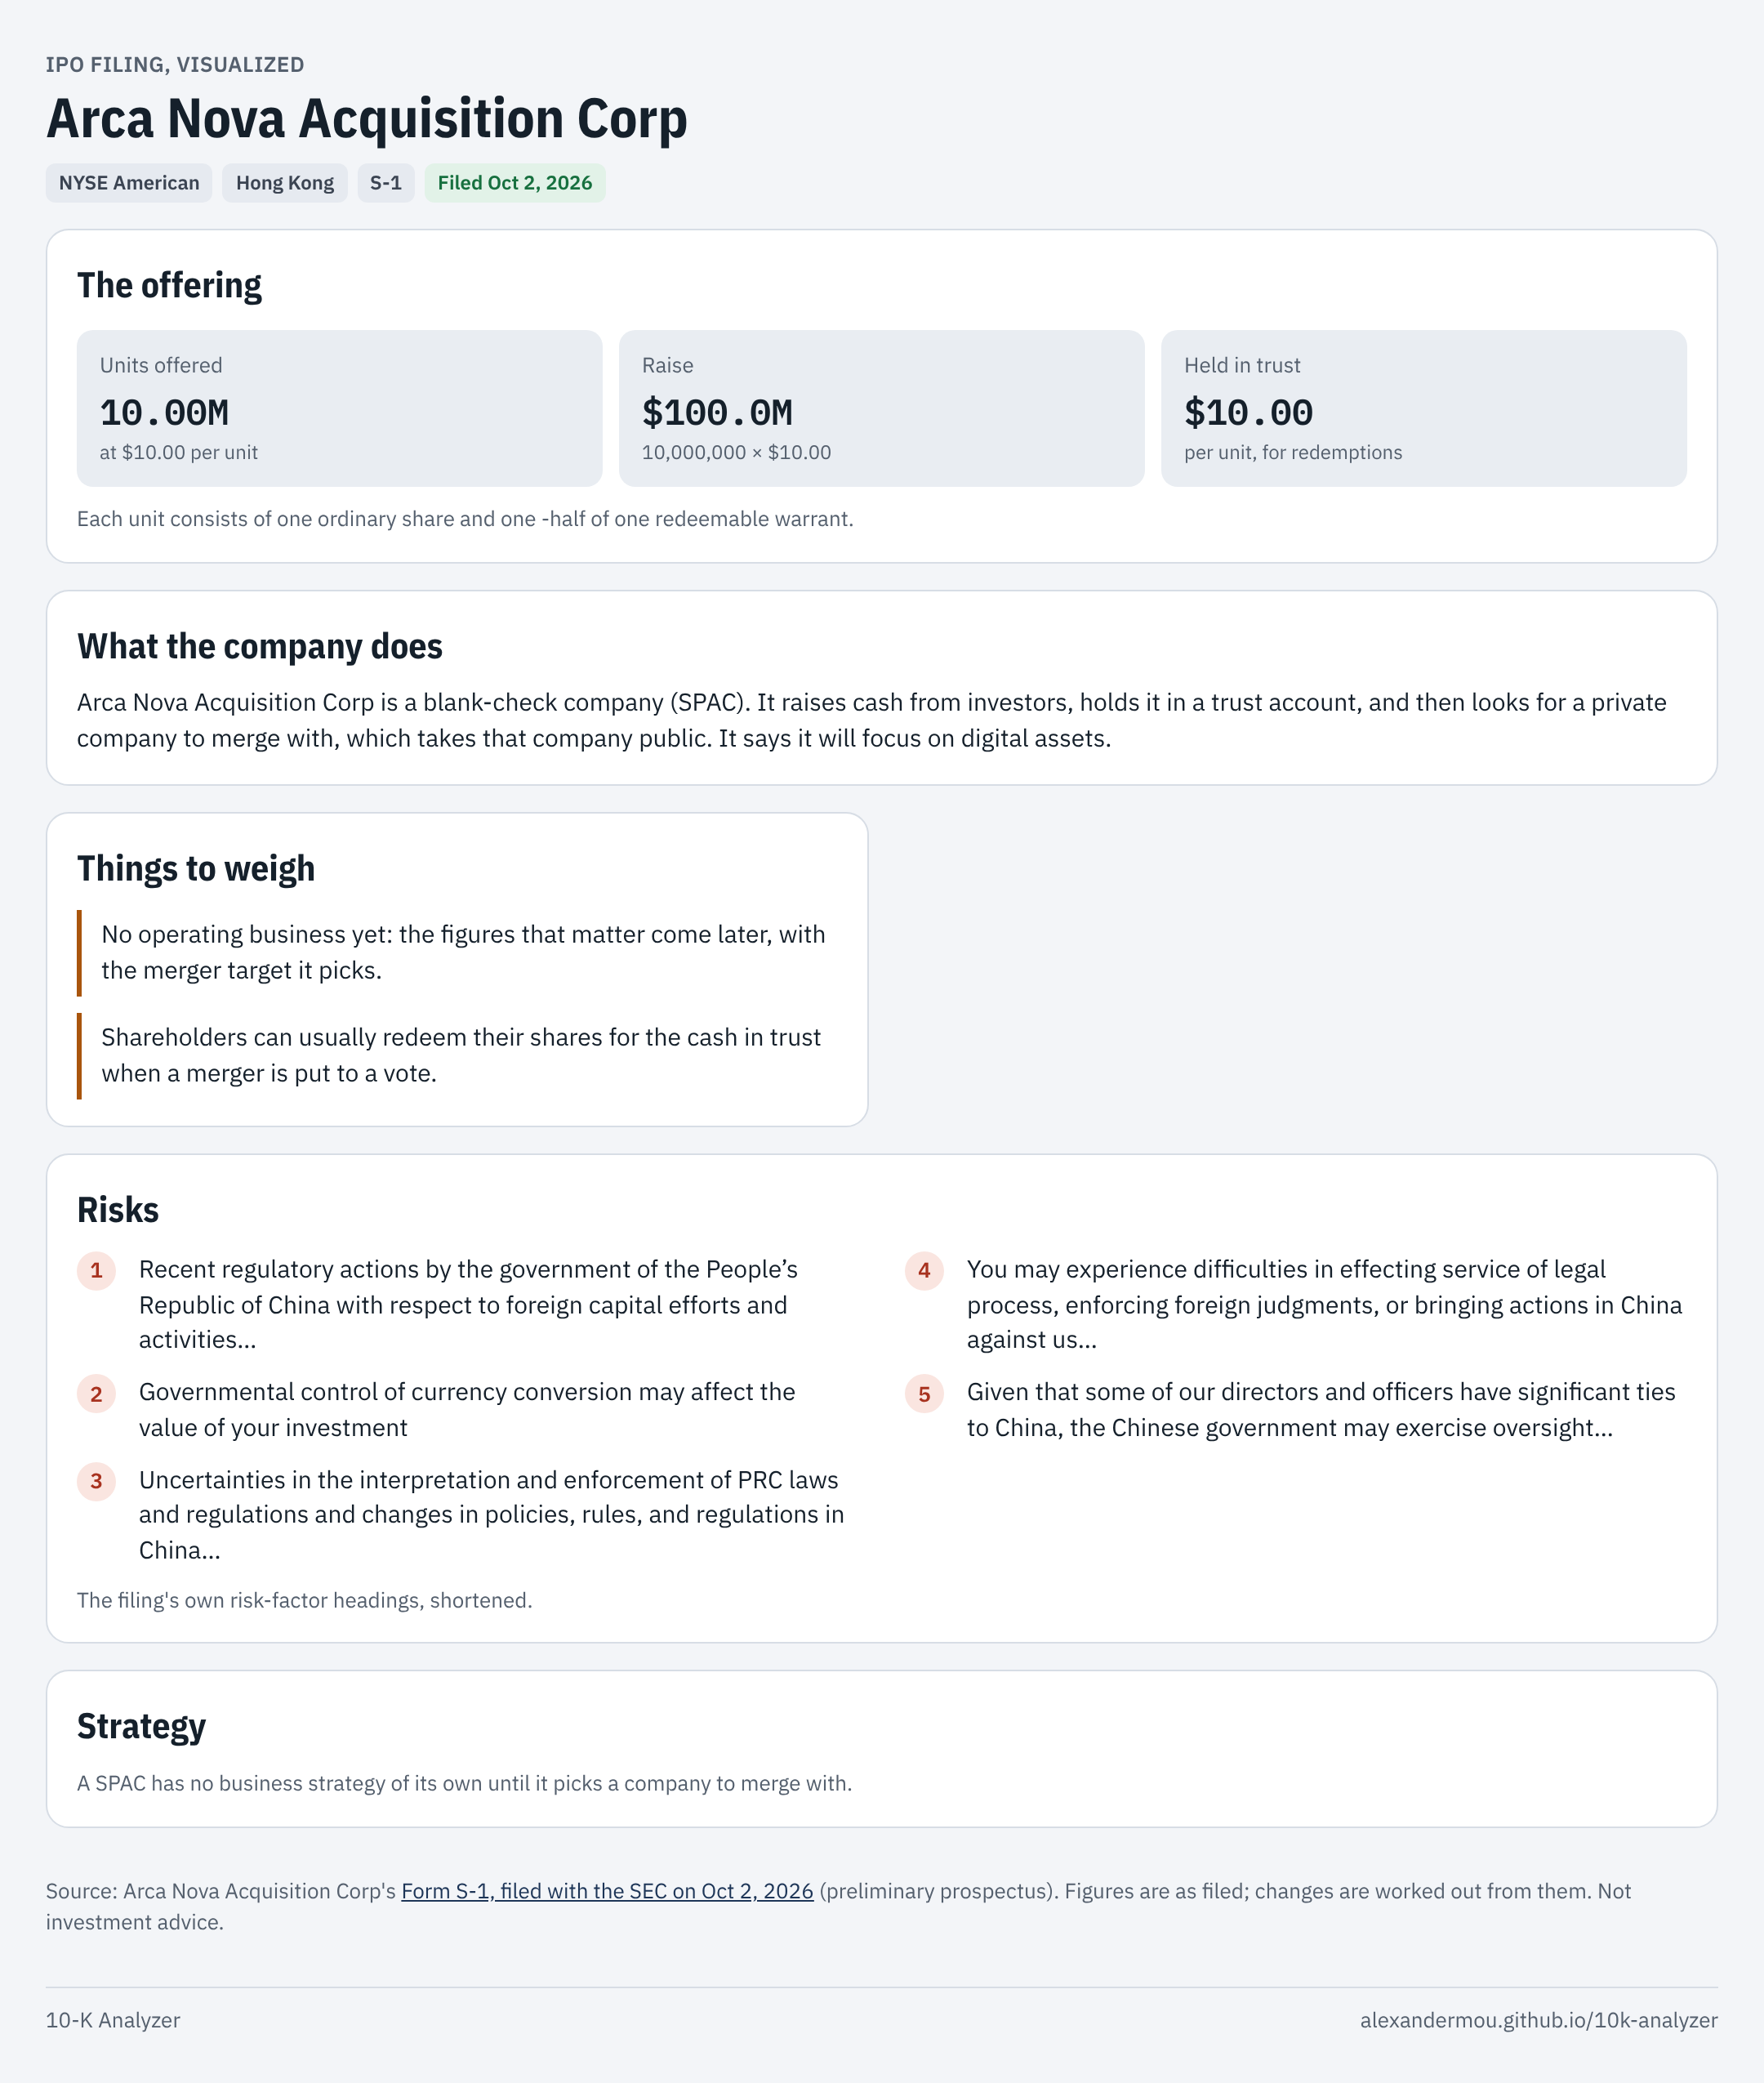 IPO FILING, VISUALIZED
Arca Nova Acquisition Corp
NYSE American
Hong Kong
S-1
Filed Oct 2, 2026
The offering
Units offered
10.00M
at $10.00 per unit
Raise
$100.0M
10,000,000 × $10.00
Held in trust
$10.00
per unit, for redemptions
Each unit consists of one ordinary share and one -half of one redeemable warrant.
What the company does
Arca Nova Acquisition Corp is a blank-check company (SPAC). It raises cash from investors, holds it in a trust account, and then looks for a private
company to merge with, which takes that company public. It says it will focus on digital assets.
Things to weigh
No operating business yet: the figures that matter come later, with
the merger target it picks.
Shareholders can usually redeem their shares for the cash in trust
when a merger is put to a vote.
Risks
1
Recent regulatory actions by the government of the People’s
Republic of China with respect to foreign capital efforts and
activities…
2
Governmental control of currency conversion may affect the
value of your investment
3
Uncertainties in the interpretation and enforcement of PRC laws
and regulations and changes in policies, rules, and regulations in
China…
4
You may experience difficulties in effecting service of legal
process, enforcing foreign judgments, or bringing actions in China
against us…
5
Given that some of our directors and officers have significant ties
to China, the Chinese government may exercise oversight…
The filing's own risk-factor headings, shortened.
Strategy
A SPAC has no business strategy of its own until it picks a company to merge with.
Source: Arca Nova Acquisition Corp's Form S-1, filed with the SEC on Oct 2, 2026 (preliminary prospectus). Figures are as filed; changes are worked out from them. Not
investment advice.
10-K Analyzer
alexandermou.github.io/10k-analyzer